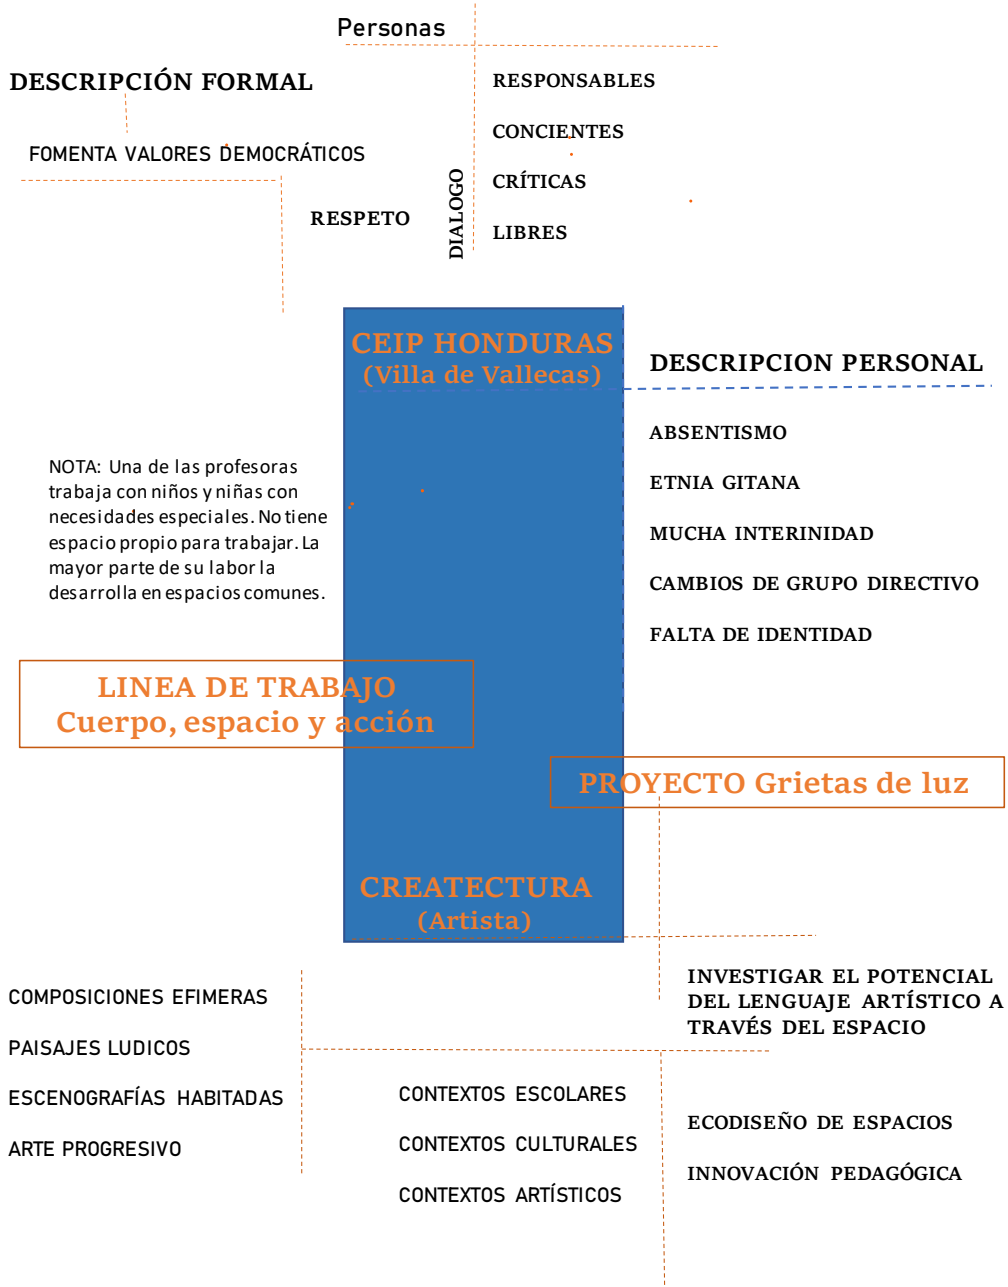 Personas
DESCRIPCIÓN FORMAL
FOMENTA VALORES DEMOCRÁTICOS
RESPETO
DIALOGO
RESPONSABLES
CONCIENTES
CRÍTICAS
LIBRES
CEIP HONDURAS
(Villa de Vallecas)
DESCRIPCION PERSONAL
ABSENTISMO
ETNIA GITANA
MUCHA INTERINIDAD
CAMBIOS DE GRUPO DIRECTIVO
FALTA DE IDENTIDAD
NOTA: Una de las profesoras
trabaja con niños y niñas con
necesidades especiales. No tiene
espacio propio para trabajar. La
mayor parte de su labor la
desarrolla en espacios comunes.
LINEA DE TRABAJO
Cuerpo, espacio y acción
PROYECTO Grietas de luz
CREATECTURA
(Artista)
COMPOSICIONES EFIMERAS
PAISAJES LUDICOS
ESCENOGRAFÍAS HABITADAS
ARTE PROGRESIVO
CONTEXTOS ESCOLARES
CONTEXTOS CULTURALES
CONTEXTOS ARTÍSTICOS
INVESTIGAR EL POTENCIAL
DEL LENGUAJE ARTÍSTICO A
TRAVÉS DEL ESPACIO
ECODISEÑO DE ESPACIOS
INNOVACIÓN PEDAGÓGICA